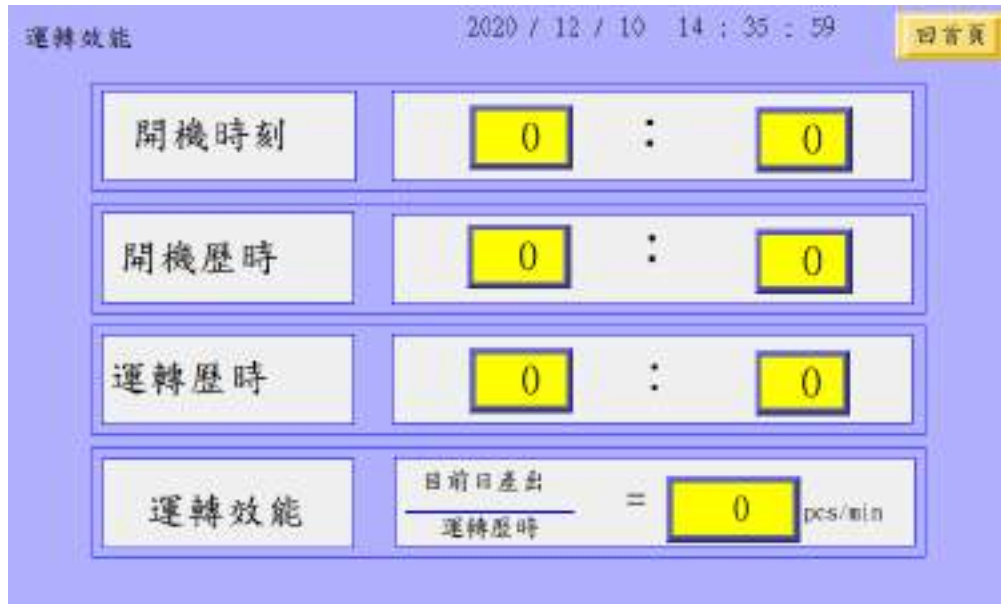 運轉效能 2020 / 12 / 10 14 : 35 : 59 回首頁
開機時刻 0 : 0
開機歷時 0 : 0
運轉歷時 0 : 0
運轉效能 目前日產出 = 0 pcs/min
運轉歷時